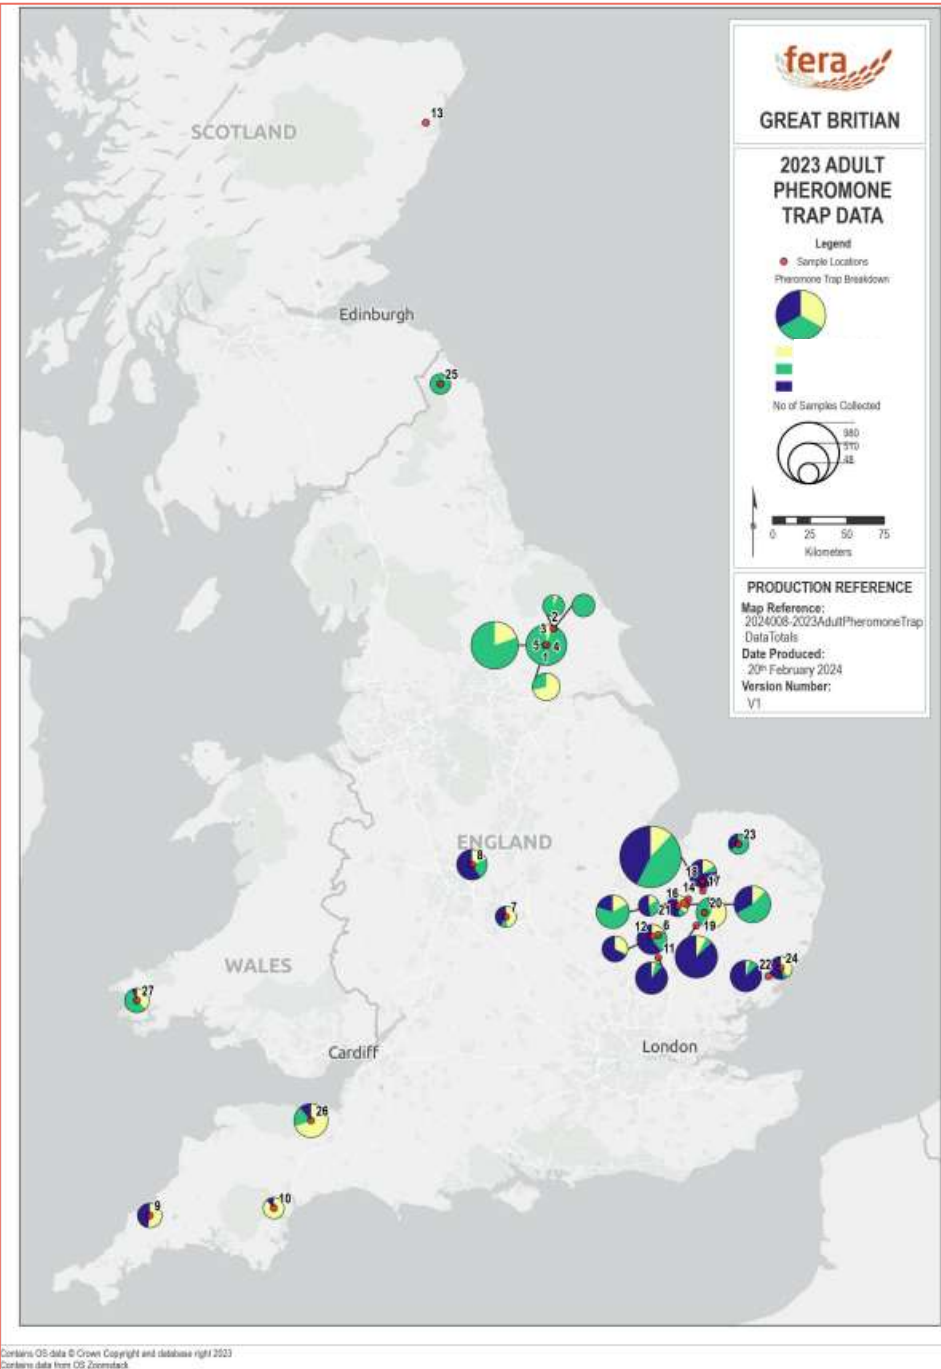 fera
GREAT BRITIAN
2023 ADULT
PHEROMONE
TRAP DATA
Legend
Sample Locations
Pheromone Trap Breakdown
No of Samples Collected
980
510
48
0 25 50 75
Kilometers
PRODUCTION REFERENCE
Map Reference:
2024008-2023AdultPheromoneTrap
DataTotals
Date Produced:
20th February 2024
Version Number:
V1
SCOTLAND
13
Edinburgh
25
2
3
5 4
1
ENGLAND
8
23
18
17
14
16
7
20
21
19
12 6
11
WALES
22 24
27
Cardiff
London
26
9
10
Contains OS data © Crown Copyright and database right 2023
Contains data from OS Zoomstack